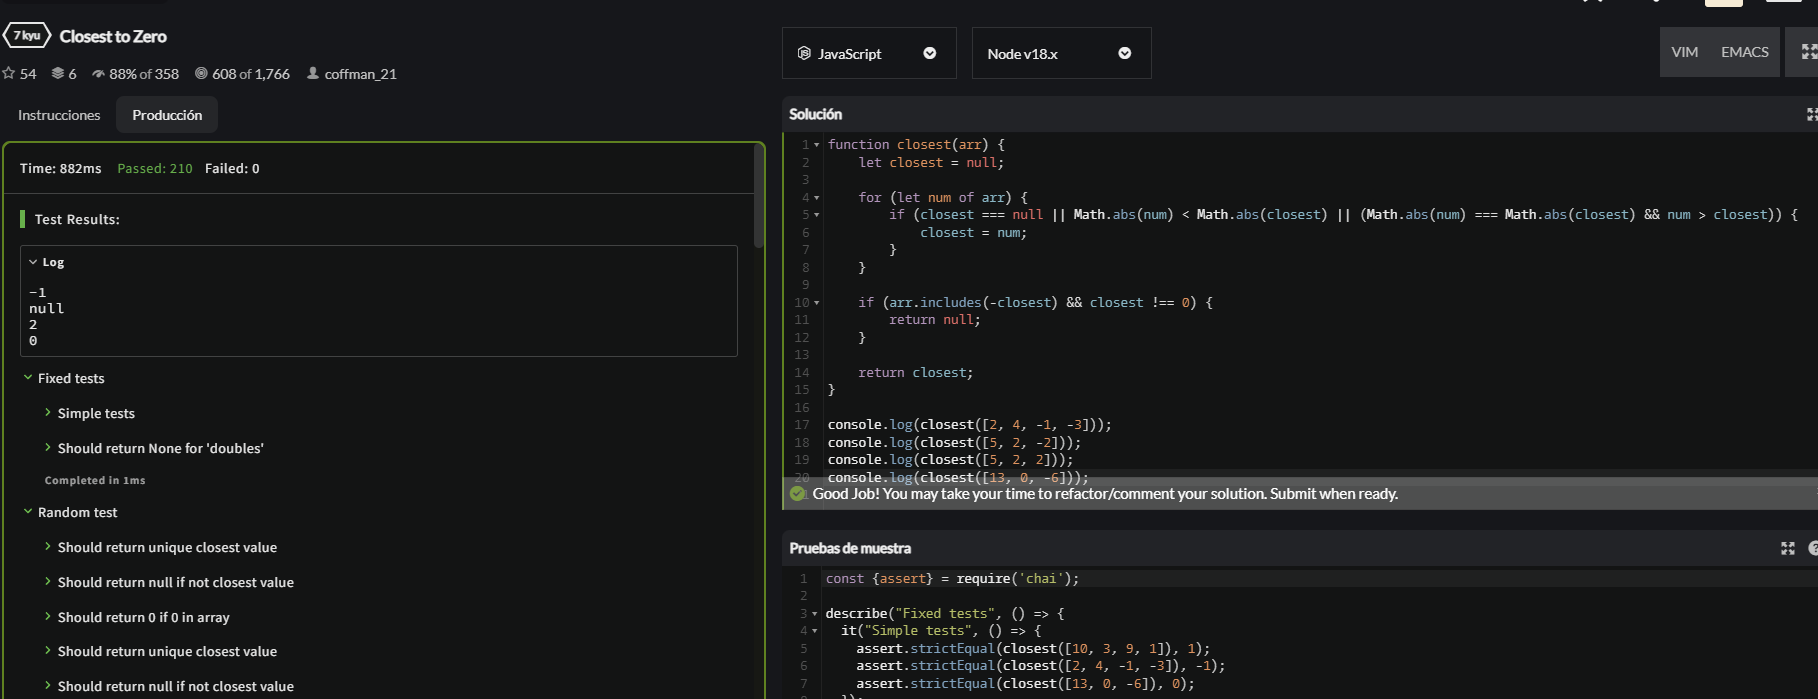 7 kyu Closest to Zero
54 6 88% of 358 608 of 1,766 coffman_21
Instrucciones Producción
Time: 882ms Passed: 210 Failed: 0
Test Results:
Log
-1
null
2
0
Fixed tests
Simple tests
Should return None for 'doubles'
Completed in 1ms
Random test
Should return unique closest value
Should return null if not closest value
Should return 0 if 0 in array
Should return unique closest value
Should return null if not closest value
JavaScript Node v18.x VIM EMACS
Solución
1 function closest(arr) {
2 let closest = null;
3
4 for (let num of arr) {
5 if (closest === null || Math.abs(num) < Math.abs(closest) || (Math.abs(num) === Math.abs(closest) && num > closest)) {
6 closest = num;
7 }
8 }
9
10 if (arr.includes(-closest) && closest !== 0) {
11 return null;
12 }
13
14 return closest;
15 }
16
17 console.log(closest([2, 4, -1, -3]));
18 console.log(closest([5, 2, -2]));
19 console.log(closest([5, 2, 2]));
20 console.log(closest([13, 0, -6]));
Good Job! You may take your time to refactor/comment your solution. Submit when ready.
Pruebas de muestra
1 const {assert} = require('chai');
2
3 describe("Fixed tests", () => {
4 it("Simple tests", () => {
5 assert.strictEqual(closest([10, 3, 9, 1]), 1);
6 assert.strictEqual(closest([2, 4, -1, -3]), -1);
7 assert.strictEqual(closest([13, 0, -6]), 0);